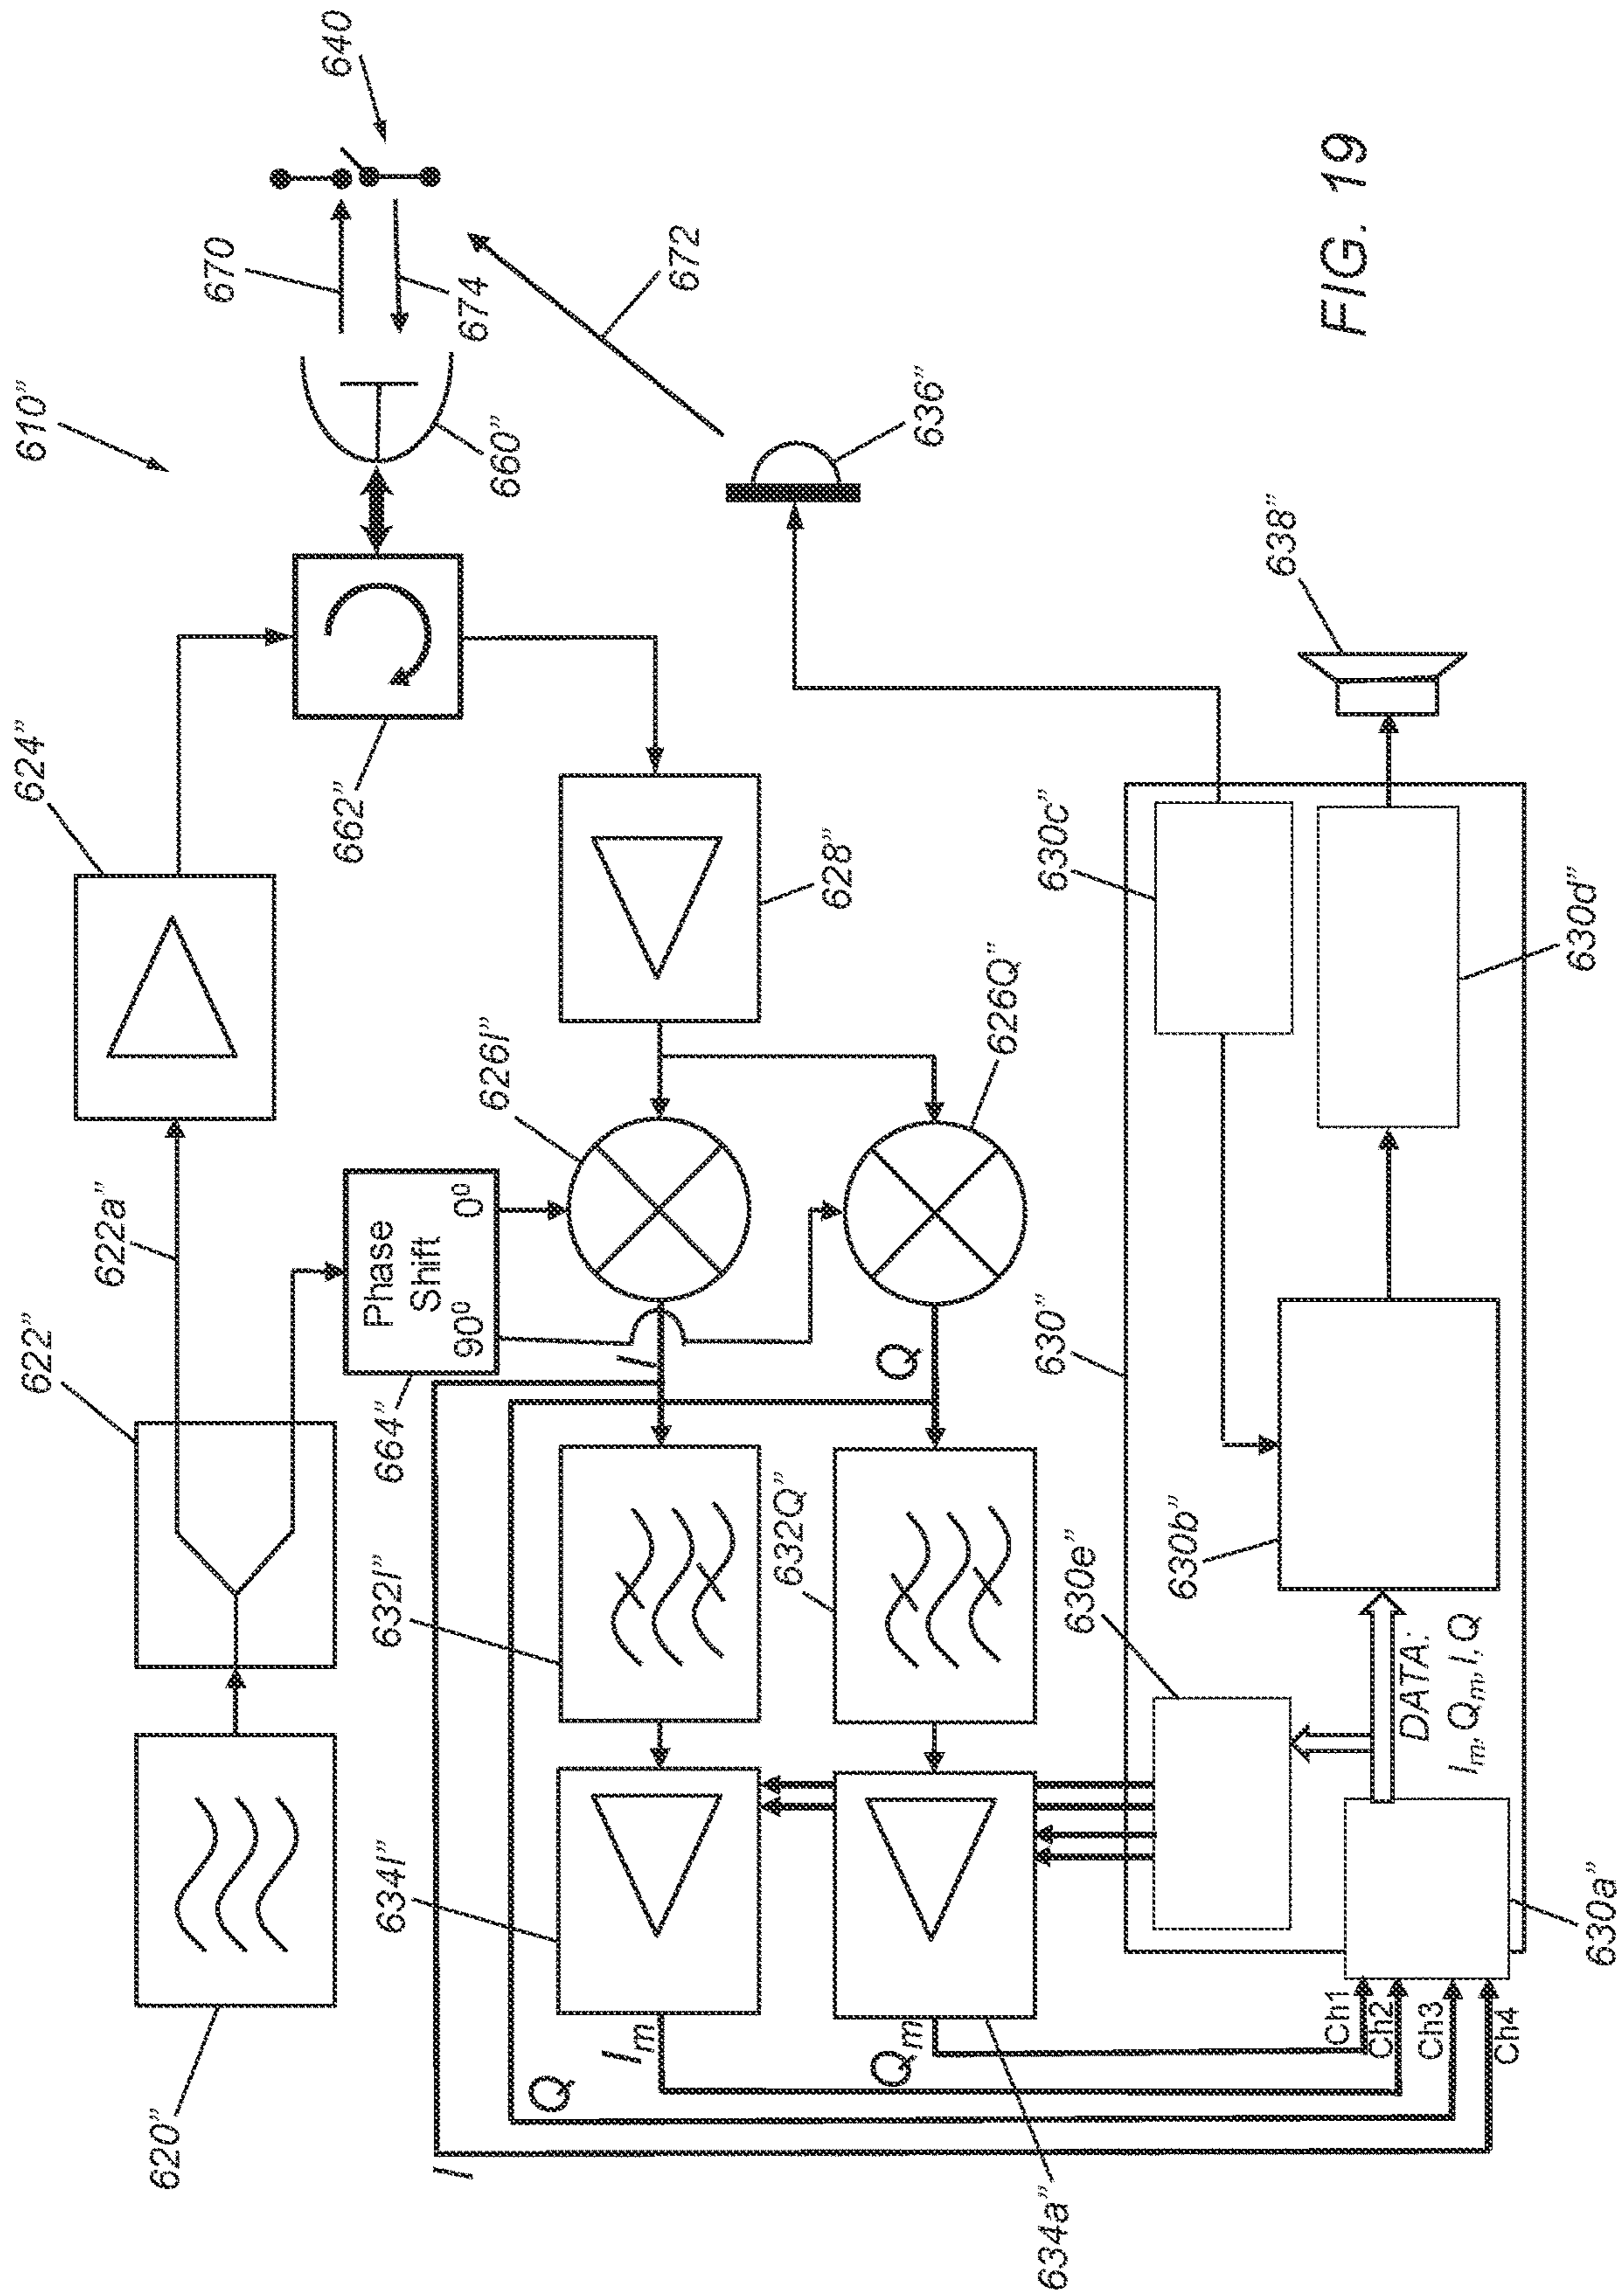 610”
640
670
674
672
660”
636”
662”
624”
628”
638”
622a”
622”
Phase
Shift
0⁰
90⁰
664”
626I”
626Q”
I
Q
620”
632I”
632Q”
634I”
634a”
I
Q
Iₘ
Qₘ
630”
630c”
630d”
630b”
630e”
DATA:
Iₘ, Qₘ, I, Q
630a”
Ch1
Ch2
Ch3
Ch4
FIG. 19